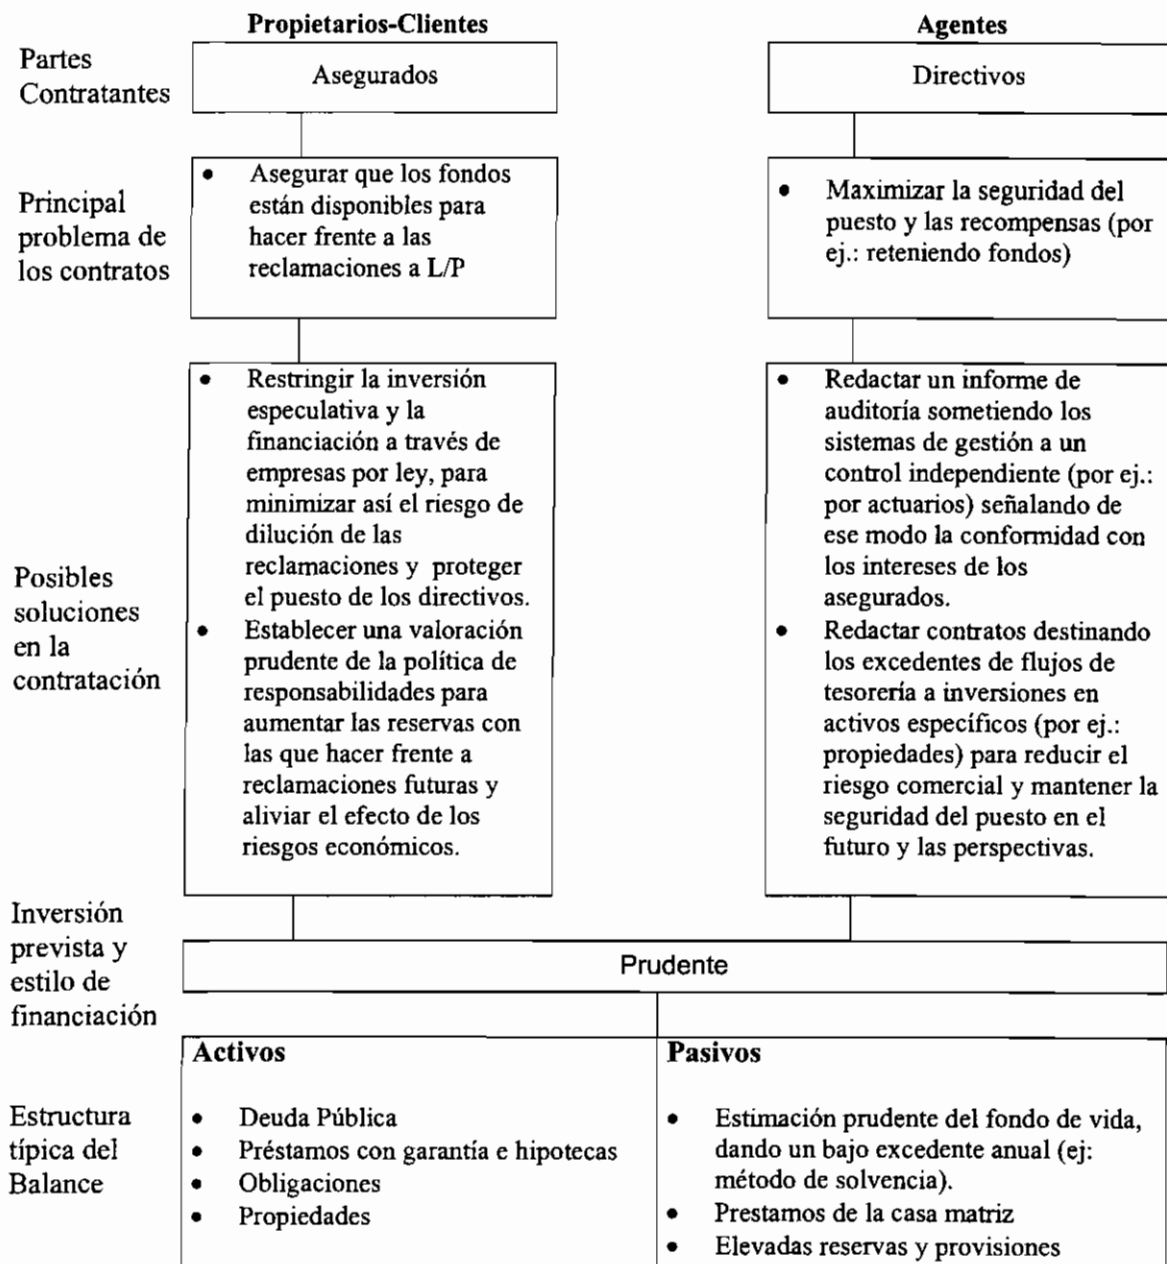 Propietarios-Clientes
Agentes
Partes
Contratantes
Asegurados
Directivos
Principal
problema de
los contratos
• Asegurar que los fondos
están disponibles para
hacer frente a las
reclamaciones a L/P
• Maximizar la seguridad del
puesto y las recompensas (por
ej.: reteniendo fondos)
Posibles
soluciones
en la
contratación
• Restringir la inversión
especulativa y la
financiación a través de
empresas por ley, para
minimizar así el riesgo de
dilución de las
reclamaciones y proteger
el puesto de los directivos.
• Establecer una valoración
prudente de la política de
responsabilidades para
aumentar las reservas con
las que hacer frente a
reclamaciones futuras y
aliviar el efecto de los
riesgos económicos.
• Redactar un informe de
auditoría sometiendo los
sistemas de gestión a un
control independiente (por ej.:
por actuarios) señalando de
ese modo la conformidad con
los intereses de los
asegurados.
• Redactar contratos destinando
los excedentes de flujos de
tesorería a inversiones en
activos específicos (por ej.:
propiedades) para reducir el
riesgo comercial y mantener la
seguridad del puesto en el
futuro y las perspectivas.
Inversión
prevista y
estilo de
financiación
Prudente
Estructura
típica del
Balance
Activos
• Deuda Pública
• Préstamos con garantía e hipotecas
• Obligaciones
• Propiedades
Pasivos
• Estimación prudente del fondo de vida,
dando un bajo excedente anual (ej:
método de solvencia).
• Prestamos de la casa matriz
• Elevadas reservas y provisiones